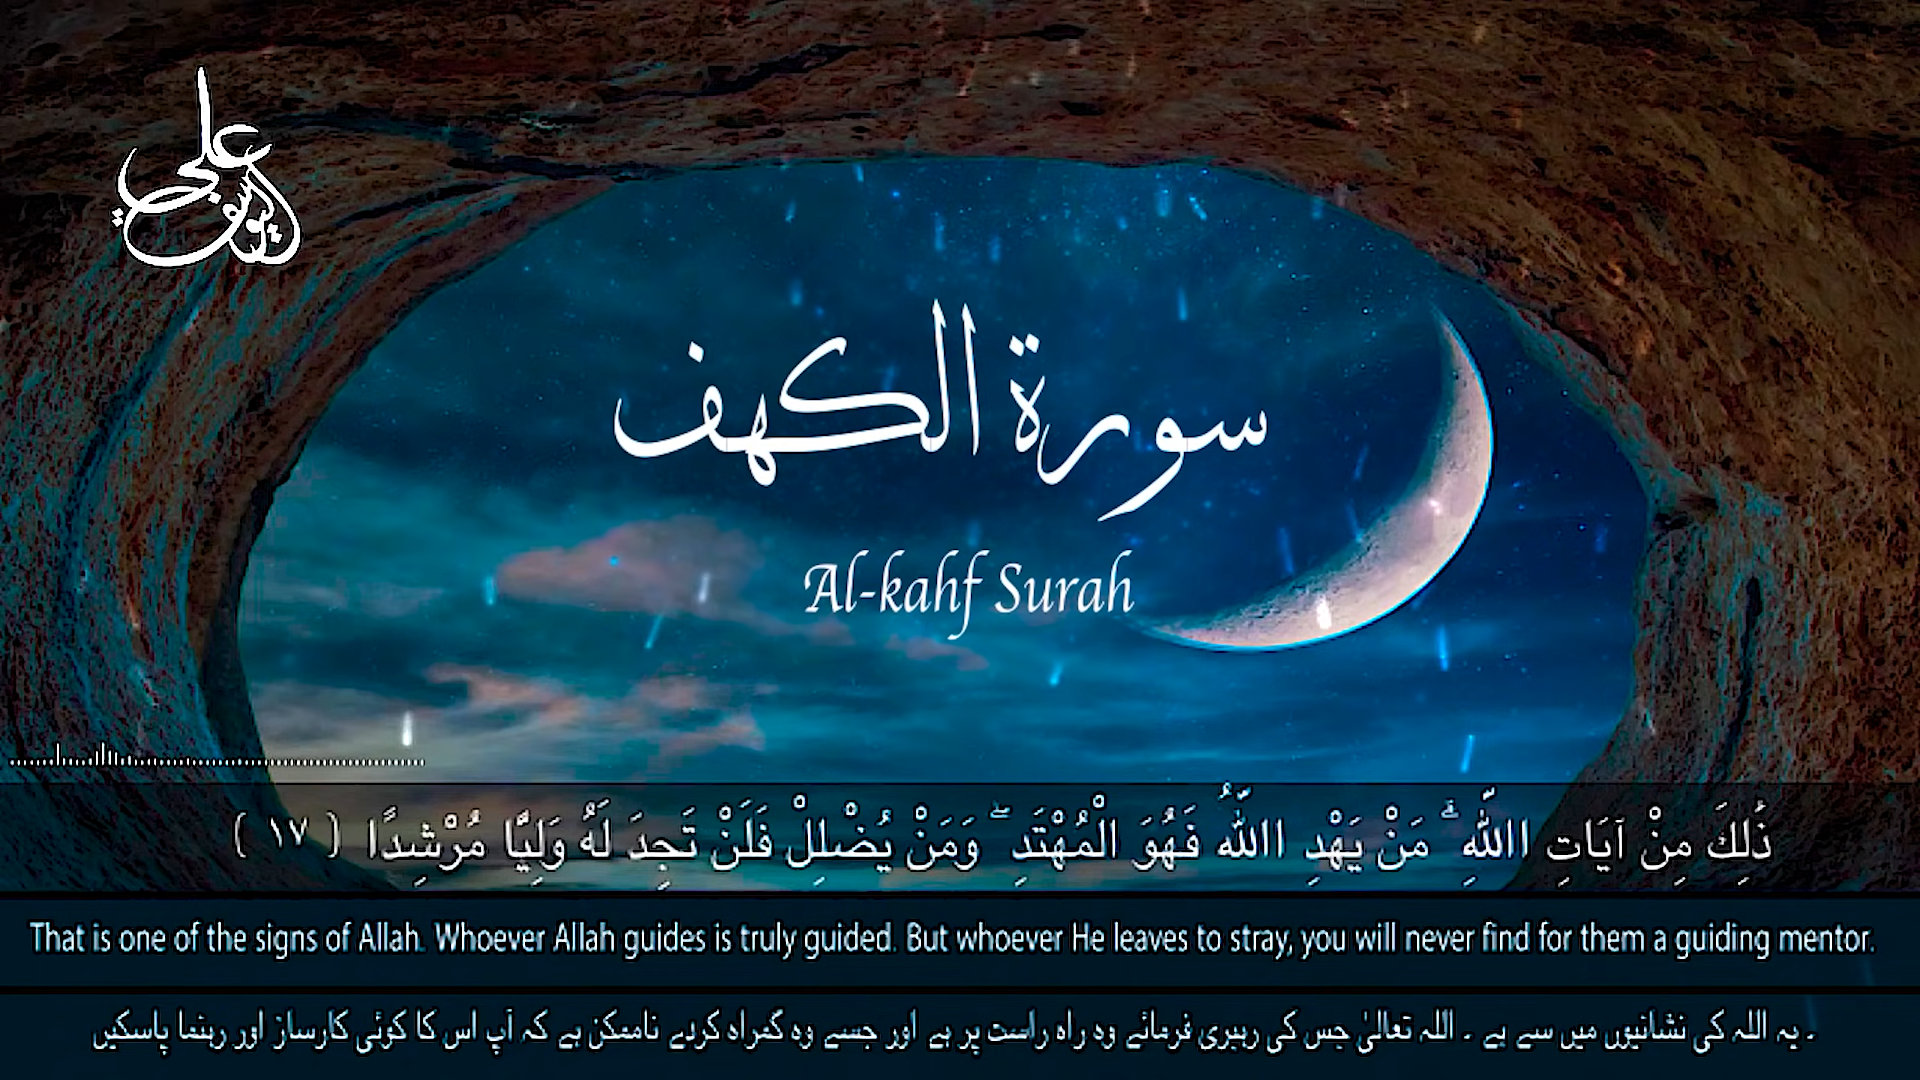 علي اليوسفي
سورة الكهف
Al-kahf Surah
ذَٰلِكَ مِنْ آيَاتِ اللَّهِ ۗ مَنْ يَهْدِ اللَّهُ فَهُوَ الْمُهْتَدِ ۖ وَمَنْ يُضْلِلْ فَلَنْ تَجِدَ لَهُ وَلِيًّا مُرْشِدًا ( ١٧ )
That is one of the signs of Allah. Whoever Allah guides is truly guided. But whoever He leaves to stray, you will never find for them a guiding mentor.
۔ یہ اللہ کی نشانیوں میں سے ہے ۔ اللہ تعالیٰ جس کی رہبری فرمائے وہ راہ راست پر ہے اور جسے وہ گمراہ کردے ناممکن ہے کہ آپ اس کا کوئی کارساز اور رہنما پاسکیں